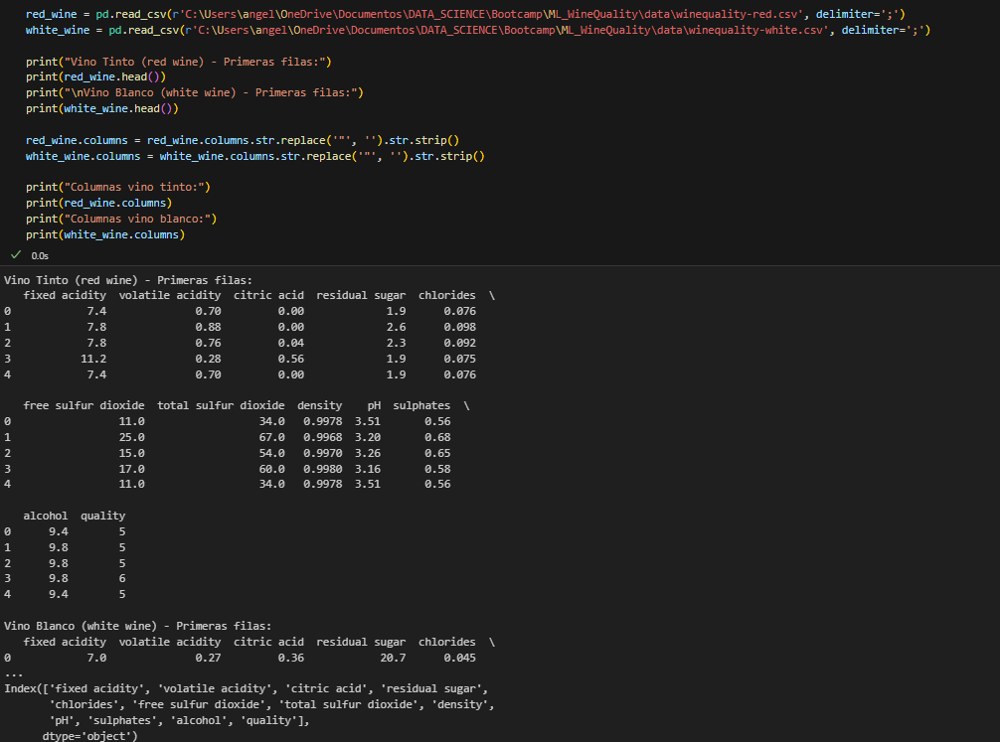 red_wine = pd.read_csv(r'C:\Users\angel\OneDrive\Documentos\DATA_SCIENCE\Bootcamp\ML_WineQuality\data\winequality-red.csv', delimiter=';')
white_wine = pd.read_csv(r'C:\Users\angel\OneDrive\Documentos\DATA_SCIENCE\Bootcamp\ML_WineQuality\data\winequality-white.csv', delimiter=';')

print("Vino Tinto (red wine) - Primeras filas:")
print(red_wine.head())
print("\nVino Blanco (white wine) - Primeras filas:")
print(white_wine.head())

red_wine.columns = red_wine.columns.str.replace('"', '').str.strip()
white_wine.columns = white_wine.columns.str.replace('"', '').str.strip()

print("Columnas vino tinto:")
print(red_wine.columns)
print("Columnas vino blanco:")
print(white_wine.columns)
✓ 0.0s
Vino Tinto (red wine) - Primeras filas:
   fixed acidity  volatile acidity  citric acid  residual sugar  chlorides  \
0            7.4              0.70         0.00             1.9      0.076
1            7.8              0.88         0.00             2.6      0.098
2            7.8              0.76         0.04             2.3      0.092
3           11.2              0.28         0.56             1.9      0.075
4            7.4              0.70         0.00             1.9      0.076

   free sulfur dioxide  total sulfur dioxide  density    pH  sulphates  \
0                 11.0                  34.0   0.9978  3.51       0.56
1                 25.0                  67.0   0.9968  3.20       0.68
2                 15.0                  54.0   0.9970  3.26       0.65
3                 17.0                  60.0   0.9980  3.16       0.58
4                 11.0                  34.0   0.9978  3.51       0.56

   alcohol  quality
0      9.4        5
1      9.8        5
2      9.8        5
3      9.8        6
4      9.4        5

Vino Blanco (white wine) - Primeras filas:
   fixed acidity  volatile acidity  citric acid  residual sugar  chlorides  \
0            7.0              0.27         0.36            20.7      0.045
...
Index(['fixed acidity', 'volatile acidity', 'citric acid', 'residual sugar',
       'chlorides', 'free sulfur dioxide', 'total sulfur dioxide', 'density',
       'pH', 'sulphates', 'alcohol', 'quality'],
      dtype='object')